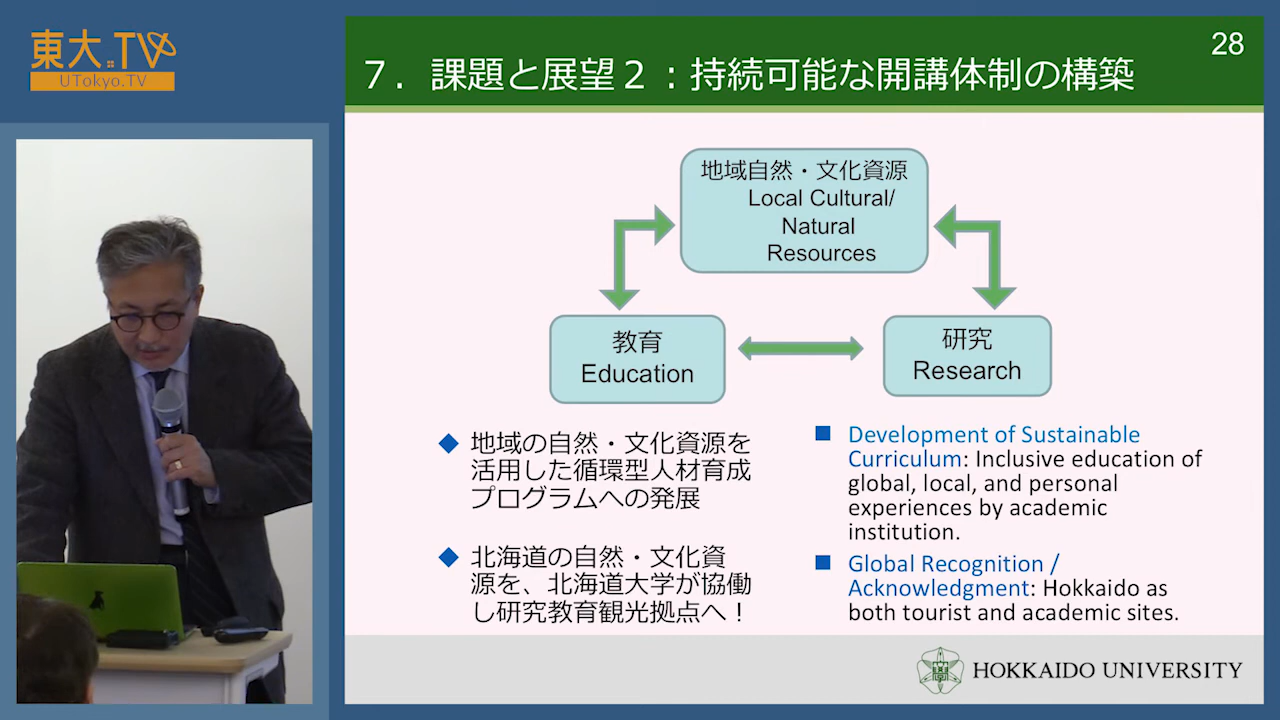 東大.TV
UTokyo.TV
28
７．課題と展望２：持続可能な開講体制の構築
地域自然・文化資源
Local Cultural/
Natural
Resources
教育
Education
研究
Research
◆ 地域の自然・文化資源を
活用した循環型人材育成
プログラムへの発展
◆ 北海道の自然・文化資
源を、北海道大学が協働
し研究教育観光拠点へ！
■ Development of Sustainable
Curriculum: Inclusive education of
global, local, and personal
experiences by academic
institution.
■ Global Recognition /
Acknowledgment: Hokkaido as
both tourist and academic sites.
HOKKAIDO UNIVERSITY